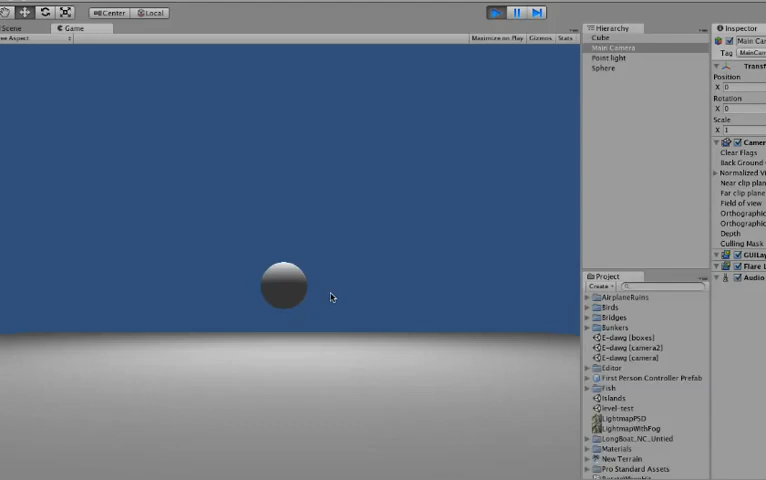 Center Local
Scene Game
ree Aspect Maximize on Play Gizmos Stats
Hierarchy
Cube
Main Camera
Point light
Sphere
Inspector
Main Car
Tag MainCam
Transf
Position
X 0
Rotation
X 0
Scale
X 1
Camer
Clear Flags
Back Ground
Normalized Vi
Near clip plan
Far clip plane
Field of view
Orthographic
Orthographic
Depth
Culling Mask
GUILay
Flare L
Audio
Project
Create
AirplaneRuins
Birds
Bridges
Bunkers
E-dawg (boxes)
E-dawg [camera2]
E-dawg (camera)
Editor
First Person Controller Prefab
Fish
Islands
level-test
LightmapPSD
LightmapWithFog
LongBoat_NC_Untied
Materials
New Terrain
Pro Standard Assets